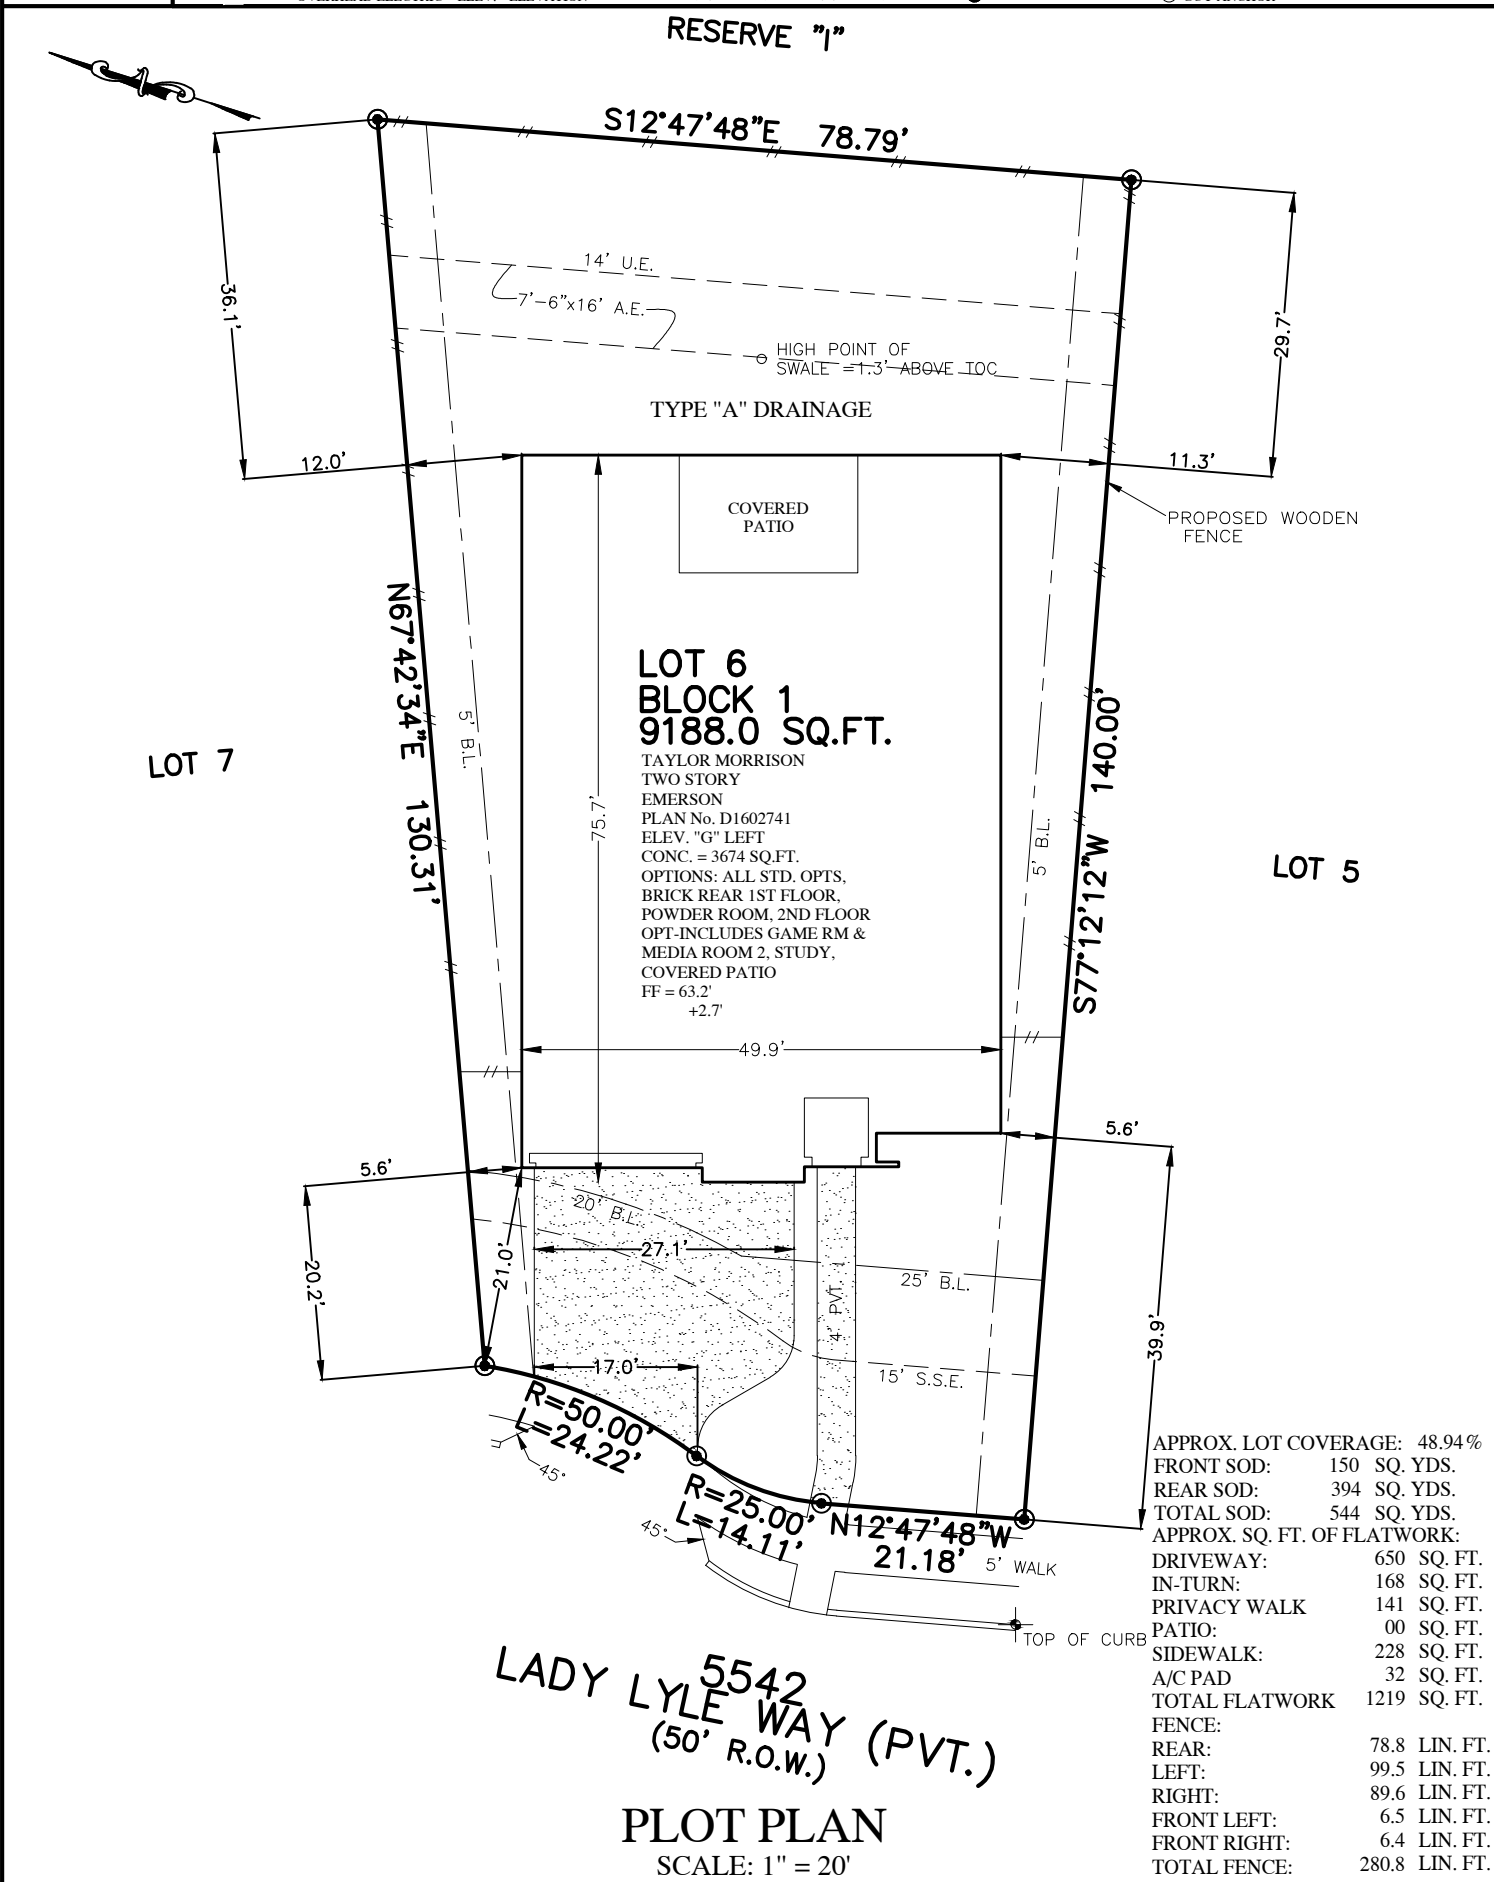 RESERVE "I"
S12°47'48"E 78.79'
36.1'
14' U.E.
7'-6"x16' A.E.
29.7'
HIGH POINT OF
SWALE =1.3' ABOVE TOC
TYPE "A" DRAINAGE
12.0'
11.3'
COVERED
PATIO
PROPOSED WOODEN
FENCE
N67°42'34"E 130.31'
LOT 6
BLOCK 1
9188.0 SQ.FT.
TAYLOR MORRISON
TWO STORY
EMERSON
PLAN No. D1602741
ELEV. "G" LEFT
CONC. = 3674 SQ.FT.
OPTIONS: ALL STD. OPTS,
BRICK REAR 1ST FLOOR,
POWDER ROOM, 2ND FLOOR
OPT-INCLUDES GAME RM &
MEDIA ROOM 2, STUDY,
COVERED PATIO
FF = 63.2'
+2.7'
5' B.L.
LOT 7
75.7'
S77°12'12"W 140.00'
5' B.L.
LOT 5
49.9'
5.6'
5.6'
20' B.L.
27.1'
21.0'
20.2'
25' B.L.
4' PVT.
39.9'
17.0'
15' S.S.E.
R=50.00'
L=24.22'
45°
R=25.00'
L=14.11'
45°
N12°47'48"W
21.18'
5' WALK
TOP OF CURB
5542
LADY LYLE WAY (PVT.)
(50' R.O.W.)
PLOT PLAN
SCALE: 1" = 20'
APPROX. LOT COVERAGE: 48.94%
FRONT SOD: 150 SQ. YDS.
REAR SOD: 394 SQ. YDS.
TOTAL SOD: 544 SQ. YDS.
APPROX. SQ. FT. OF FLATWORK:
DRIVEWAY: 650 SQ. FT.
IN-TURN: 168 SQ. FT.
PRIVACY WALK 141 SQ. FT.
PATIO: 00 SQ. FT.
SIDEWALK: 228 SQ. FT.
A/C PAD 32 SQ. FT.
TOTAL FLATWORK 1219 SQ. FT.
FENCE:
REAR: 78.8 LIN. FT.
LEFT: 99.5 LIN. FT.
RIGHT: 89.6 LIN. FT.
FRONT LEFT: 6.5 LIN. FT.
FRONT RIGHT: 6.4 LIN. FT.
TOTAL FENCE: 280.8 LIN. FT.